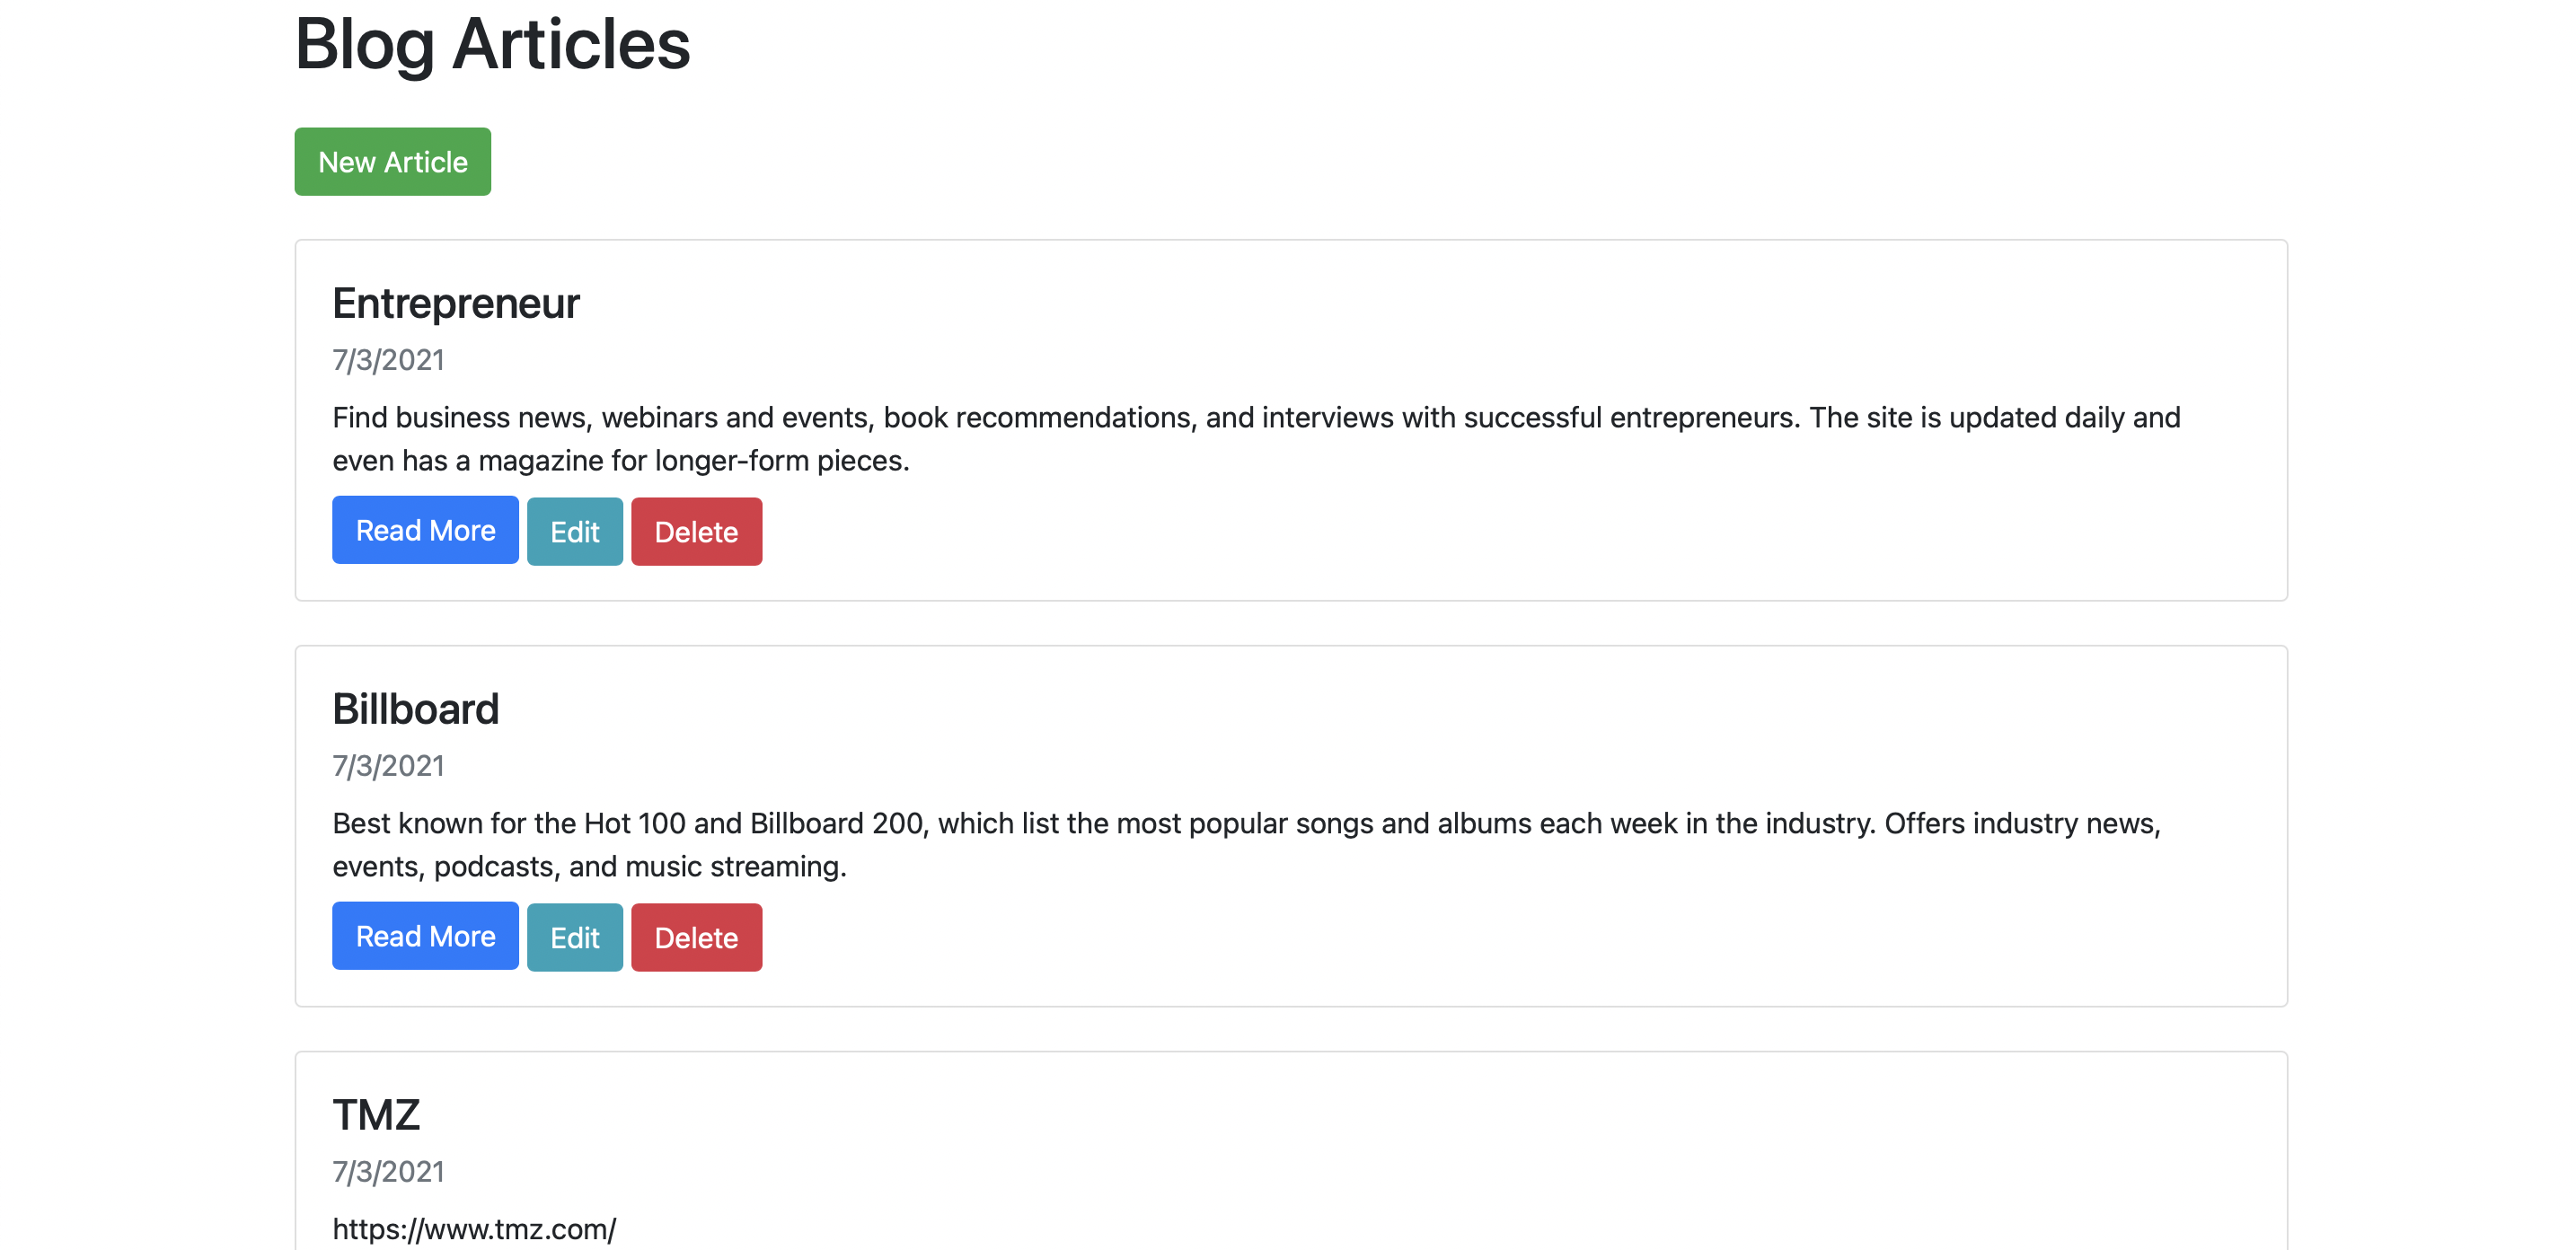 Blog Articles
New Article
Entrepreneur
7/3/2021
Find business news, webinars and events, book recommendations, and interviews with successful entrepreneurs. The site is updated daily and
even has a magazine for longer-form pieces.
Read More Edit Delete
Billboard
7/3/2021
Best known for the Hot 100 and Billboard 200, which list the most popular songs and albums each week in the industry. Offers industry news,
events, podcasts, and music streaming.
Read More Edit Delete
TMZ
7/3/2021
https://www.tmz.com/